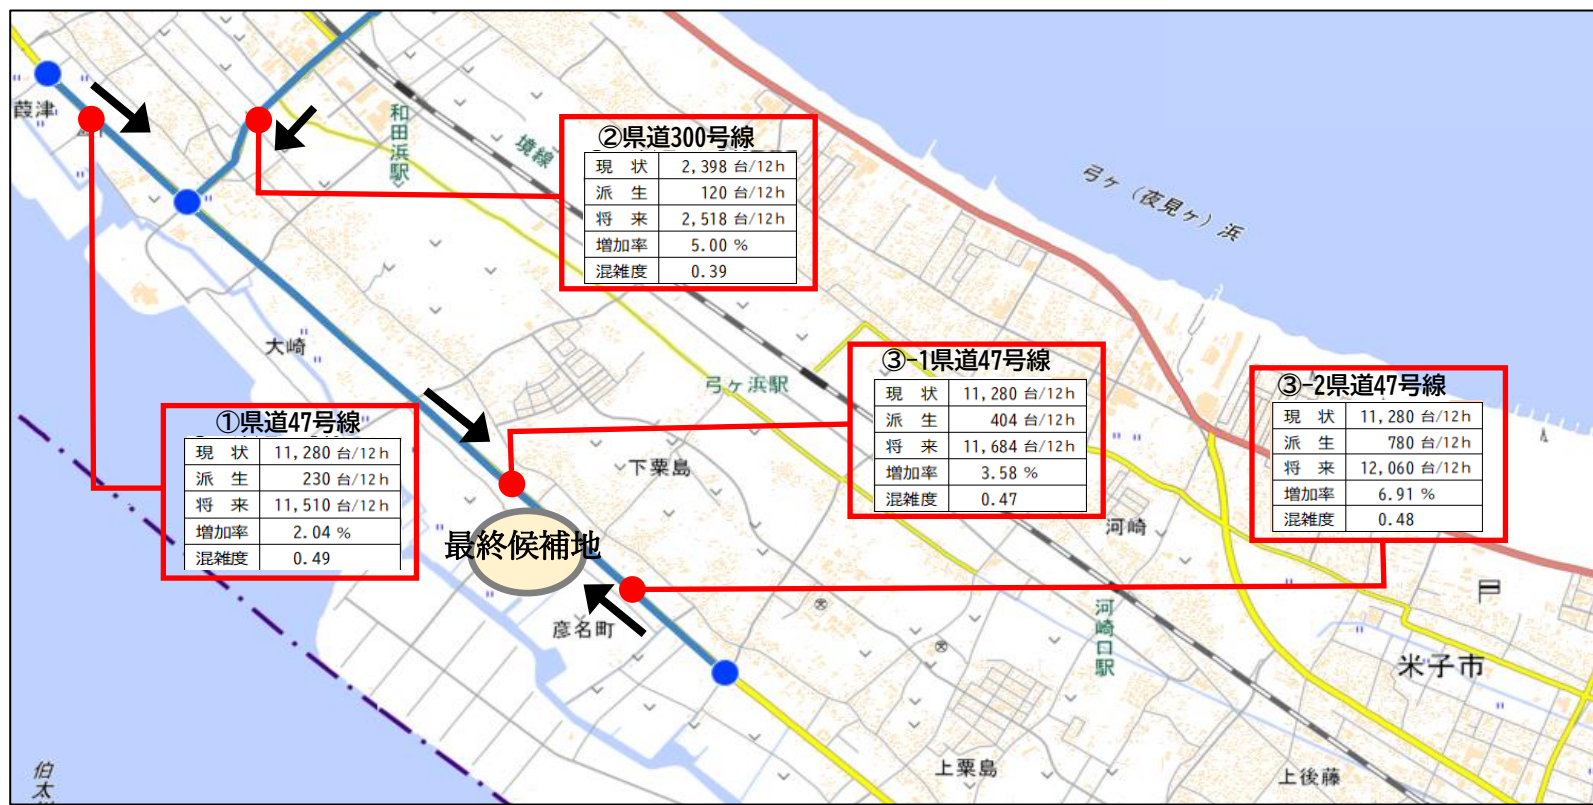 葭津
和田浜駅
境線
弓ヶ（夜見ヶ）浜
②県道300号線
現　状 2,398 台/12h
派　生 120 台/12h
将　来 2,518 台/12h
増加率 5.00 %
混雑度 0.39
大崎
弓ヶ浜駅
③-1県道47号線
現　状 11,280 台/12h
派　生 404 台/12h
将　来 11,684 台/12h
増加率 3.58 %
混雑度 0.47
③-2県道47号線
現　状 11,280 台/12h
派　生 780 台/12h
将　来 12,060 台/12h
増加率 6.91 %
混雑度 0.48
①県道47号線
現　状 11,280 台/12h
派　生 230 台/12h
将　来 11,510 台/12h
増加率 2.04 %
混雑度 0.49
下粟島
最終候補地
河崎
彦名町
河崎口駅
米子市
上粟島
上後藤
伯太